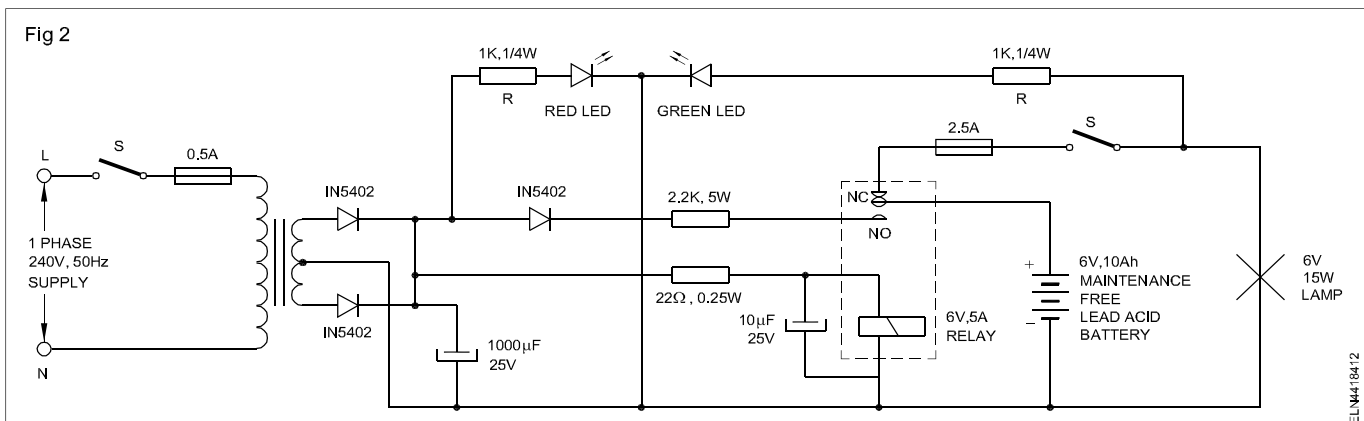 Fig 2
1K,1/4W
R
RED LED
GREEN LED
1K,1/4W
R
2.5A
S
L
S
0.5A
IN5402
IN5402
2.2K, 5W
NC
NO
1 PHASE
240V, 50Hz
SUPPLY
+
6V,10Ah
MAINTENANCE
FREE
LEAD ACID
BATTERY
−
6V
15W
LAMP
22Ω , 0.25W
IN5402
10µF
25V
6V,5A
RELAY
1000µF
25V
N
ELN4418412